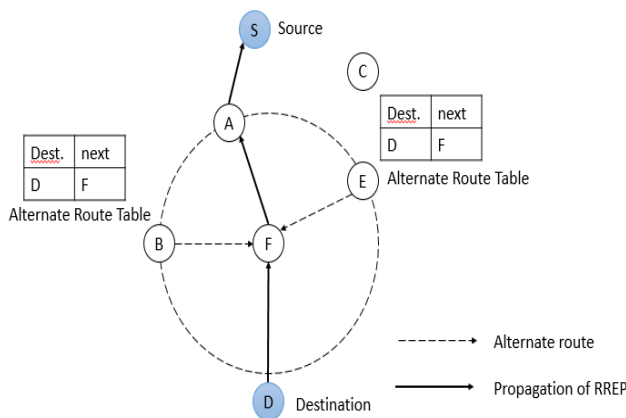 S Source
C
Dest. next
D F
Alternate Route Table
A
Dest. next
D F
Alternate Route Table
E
B
F
Alternate route
Propagation of RREP
D Destination